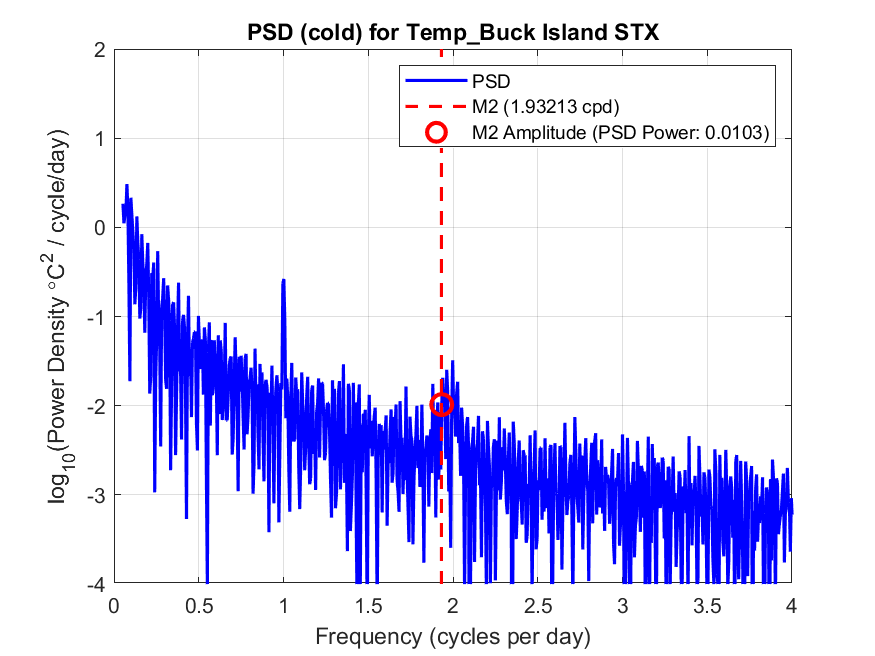 PSD (cold) for Temp_Buck Island STX
PSD
M2 (1.93213 cpd)
M2 Amplitude (PSD Power: 0.0103)
log10(Power Density °C2 / cycle/day)
2
1
0
-1
-2
-3
-4
0 0.5 1 1.5 2 2.5 3 3.5 4
Frequency (cycles per day)